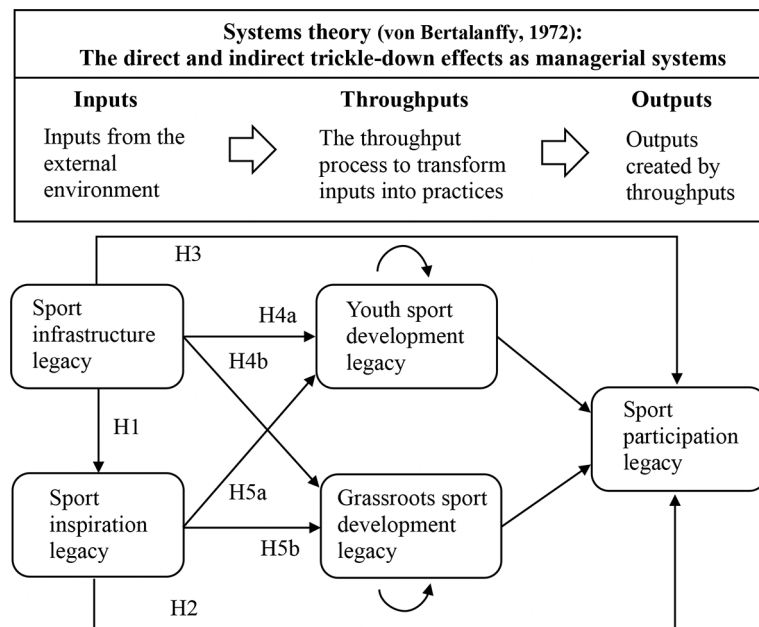 Systems theory (von Bertalanffy, 1972):
The direct and indirect trickle-down effects as managerial systems
Inputs
Inputs from the
external
environment
Throughputs
The throughput
process to transform
inputs into practices
Outputs
Outputs
created by
throughputs
H3
Sport
infrastructure
legacy
H4a
H4b
Youth sport
development
legacy
H1
Sport
participation
legacy
Sport
inspiration
legacy
H5a
H5b
Grassroots sport
development
legacy
H2